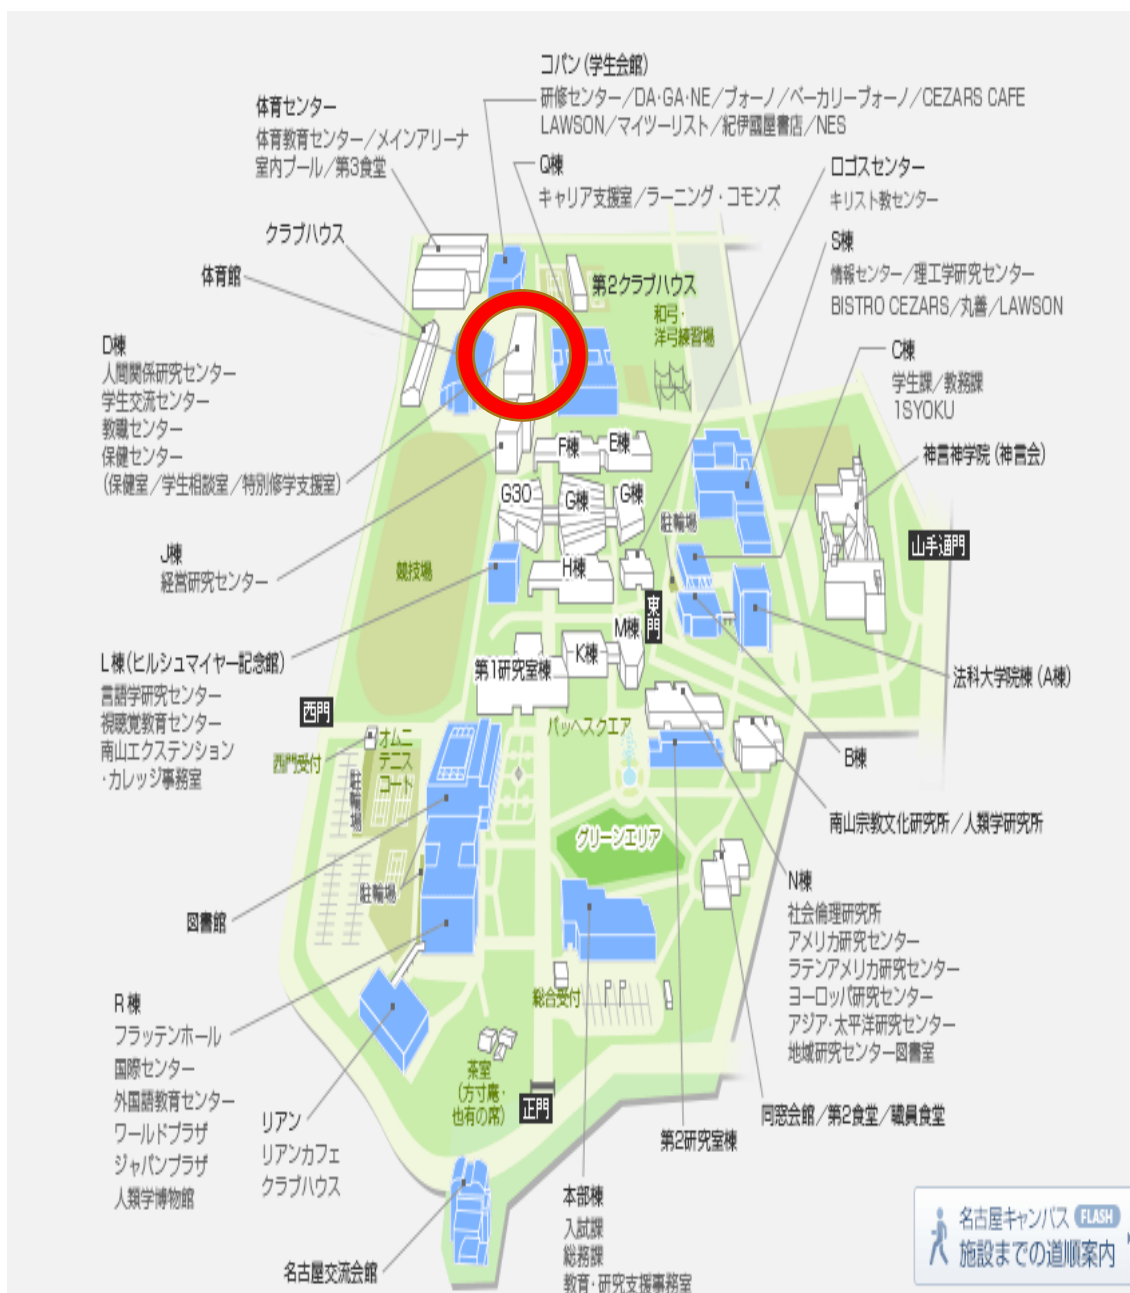 コパン(学生会館)
研修センター/DA・GA・NE/ブォーノ/ベーカリーブォーノ/CEZARS CAFE
LAWSON/マイツーリスト/紀伊國屋書店/NES
体育センター
体育教育センター/メインアリーナ
室内プール/第3食堂
Q棟
キャリア支援室/ラーニング・コモンズ
ロゴスセンター
キリスト教センター
クラブハウス
体育館
S棟
情報センター/理工学研究センター
BISTRO CEZARS/丸善/LAWSON
第2クラブハウス
和弓・
洋弓練習場
D棟
人間関係研究センター
学生交流センター
教職センター
保健センター
(保健室/学生相談室/特別修学支援室)
C棟
学生課/教務課
1SYOKU
神言神学院(神言会)
F棟
E棟
G30
G棟
G棟
駐輪場
山手通門
J棟
経営研究センター
競技場
H棟
東門
M棟
K棟
第1研究室棟
L棟(ヒルシュマイヤー記念館)
言語学研究センター
視聴覚教育センター
南山エクステンション
・カレッジ事務室
法科大学院棟(A棟)
西門
西門受付
オムニ
テニス
コート
駐輪場
パッヘスクエア
B棟
南山宗教文化研究所/人類学研究所
グリーンエリア
駐輪場
図書館
N棟
社会倫理研究所
アメリカ研究センター
ラテンアメリカ研究センター
ヨーロッパ研究センター
アジア・太平洋研究センター
地域研究センター図書室
R棟
フラッテンホール
国際センター
外国語教育センター
ワールドプラザ
ジャパンプラザ
人類学博物館
総合受付
P P
茶室
(方寸庵・
也有の席)
正門
リアン
リアンカフェ
クラブハウス
同窓会館/第2食堂/職員食堂
第2研究室棟
本部棟
入試課
総務課
教育・研究支援事務室
名古屋交流会館
名古屋キャンパス FLASH
施設までの道順案内